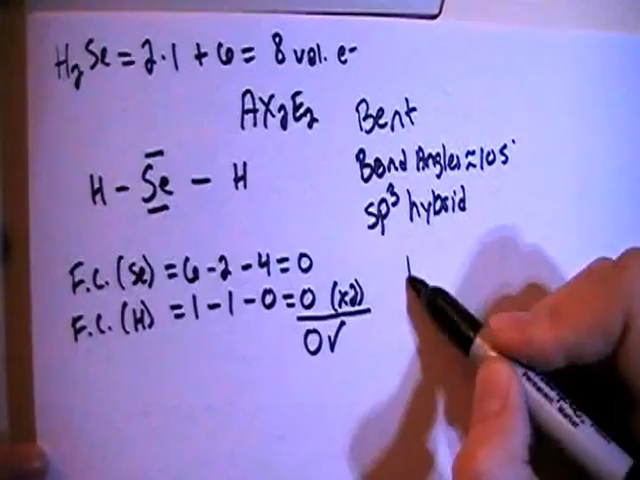 H₂Se = 2·1 + 6 = 8 val. e-
AX₂E₂
Bent
Bond Angles ≈ 105°
sp³ hybrid
H - Se - H
F.C. (Se) = 6 - 2 - 4 = 0
F.C. (H) = 1 - 1 - 0 = 0 (x2)
0 ✓